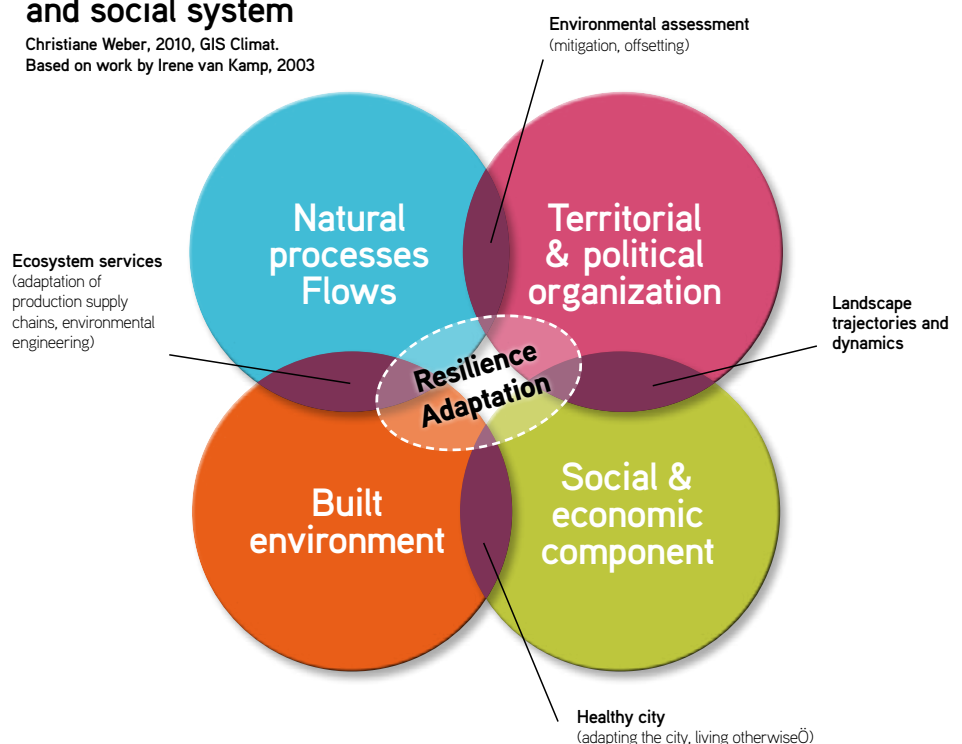 and social system
Christiane Weber, 2010, GIS Climat.
Based on work by Irene van Kamp, 2003
Environmental assessment
(mitigation, offsetting)
Natural
processes
Flows
Territorial
& political
organization
Ecosystem services
(adaptation of
production supply
chains, environmental
engineering)
Landscape
trajectories and
dynamics
Resilience
Adaptation
Built
environment
Social &
economic
component
Healthy city
(adapting the city, living otherwiseÖ)